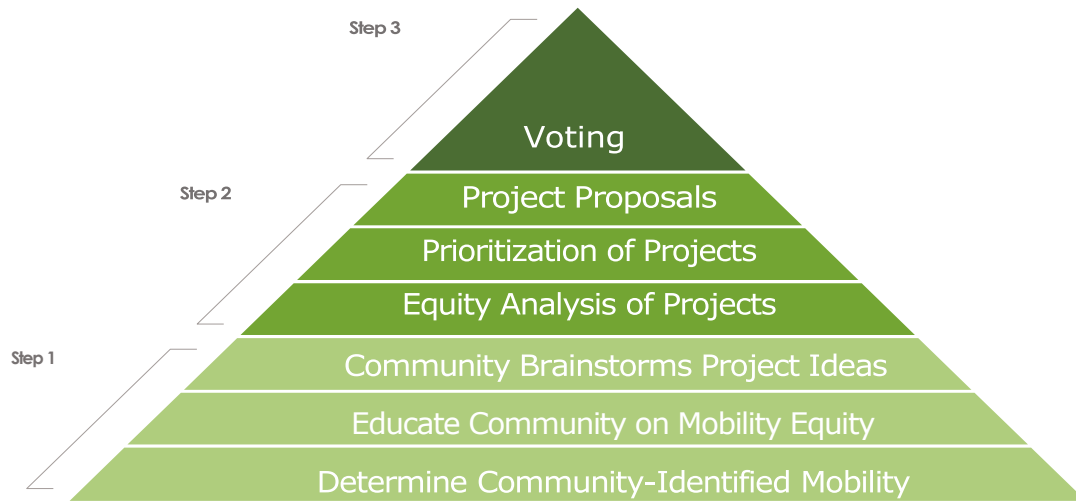 Step 3
Voting
Step 2
Project Proposals
Prioritization of Projects
Equity Analysis of Projects
Step 1
Community Brainstorms Project Ideas
Educate Community on Mobility Equity
Determine Community-Identified Mobility